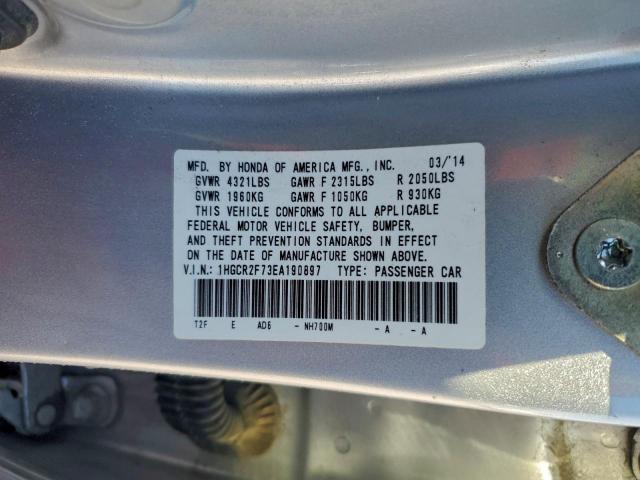 MFD. BY HONDA OF AMERICA MFG., INC. 03/'14
GVWR 4321LBS GAWR F 2315LBS R 2050LBS
GVWR 1960KG GAWR F 1050KG R 930KG
THIS VEHICLE CONFORMS TO ALL APPLICABLE
FEDERAL MOTOR VEHICLE SAFETY, BUMPER,
AND THEFT PREVENTION STANDARDS IN EFFECT
ON THE DATE OF MANUFACTURE SHOWN ABOVE.
V.I.N.: 1HGCR2F73EA190897 TYPE: PASSENGER CAR
T2F E AD6 - NH700M - A - A